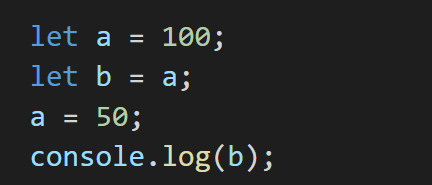 let a = 100;
let b = a;
a = 50;
console.log(b);